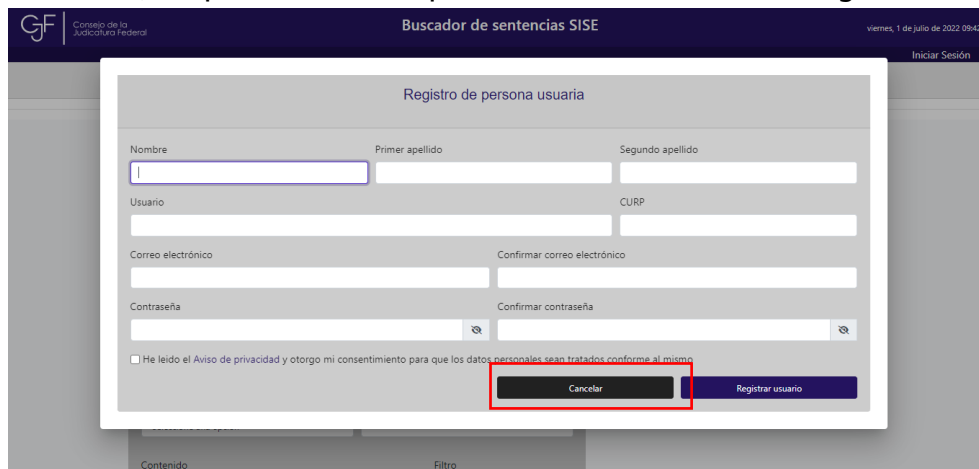 Consejo de la
Judicatura Federal
Buscador de sentencias SISE
viernes, 1 de julio de 2022 09:42
Iniciar Sesión
Registro de persona usuaria
Nombre Primer apellido Segundo apellido
Usuario CURP
Correo electrónico Confirmar correo electrónico
Contraseña Confirmar contraseña
He leido el Aviso de privacidad y otorgo mi consentimiento para que los datos personales sean tratados conforme al mismo
Cancelar Registrar usuario
Contenido Filtro